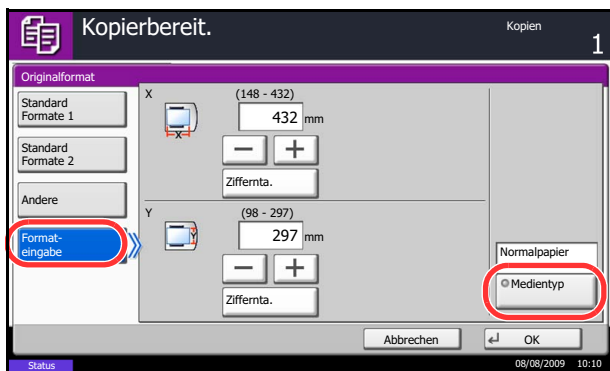 Kopierbereit.
Kopien
1
Originalformat
Standard
Formate 1
Standard
Formate 2
Andere
Format-
eingabe
X
(148 - 432)
432 mm
X
− +
Ziffernta.
Y
(98 - 297)
Y
297 mm
− +
Ziffernta.
Normalpapier
Medientyp
Abbrechen
OK
Status
08/08/2009 10:10